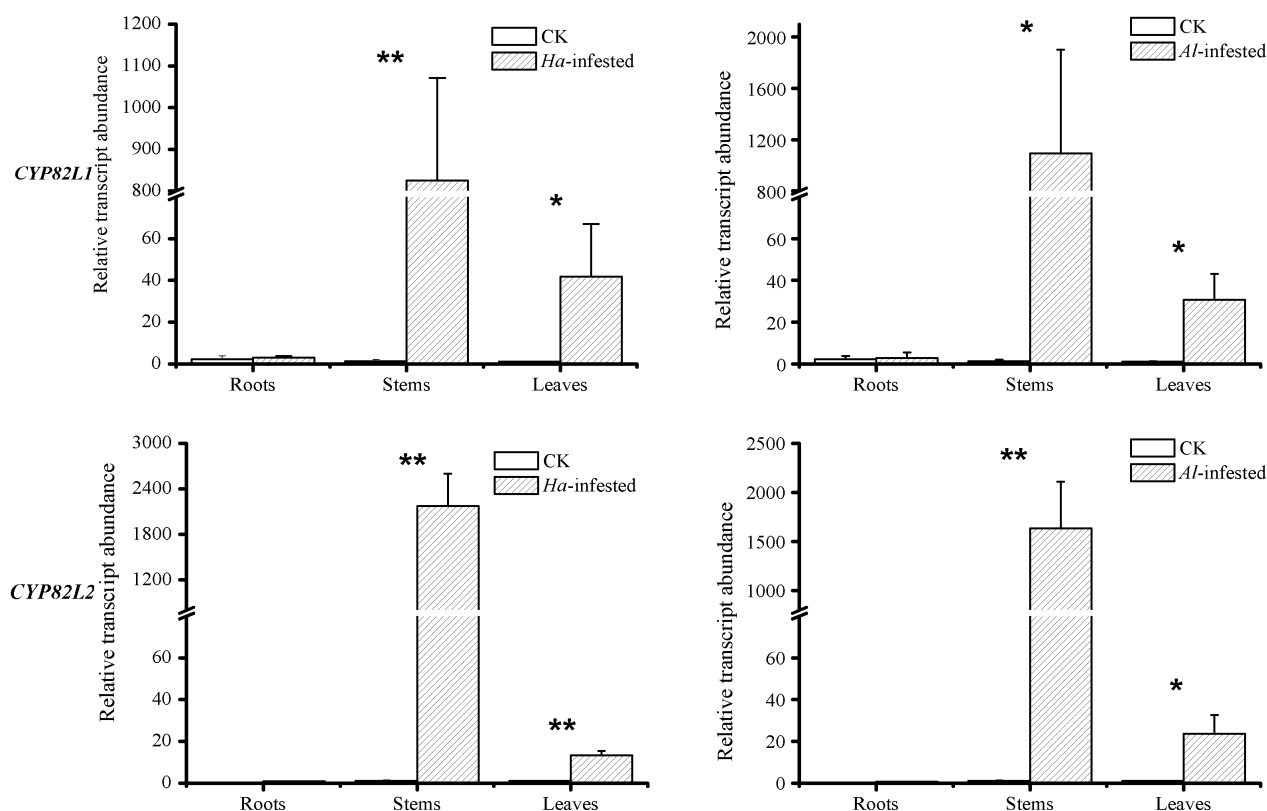 CYP82L1
Relative transcript abundance
1200
1100
1000
900
800
60
40
20
0
**
*
CK
Ha-infested
Roots Stems Leaves
Relative transcript abundance
2000
1600
1200
800
60
40
20
0
*
*
CK
Al-infested
Roots Stems Leaves
CYP82L2
Relative transcript abundance
3000
2400
1800
1200
60
40
20
0
**
**
CK
Ha-infested
Roots Stems Leaves
Relative transcript abundance
2500
2000
1500
1000
60
40
20
0
**
*
CK
Al-infested
Roots Stems Leaves